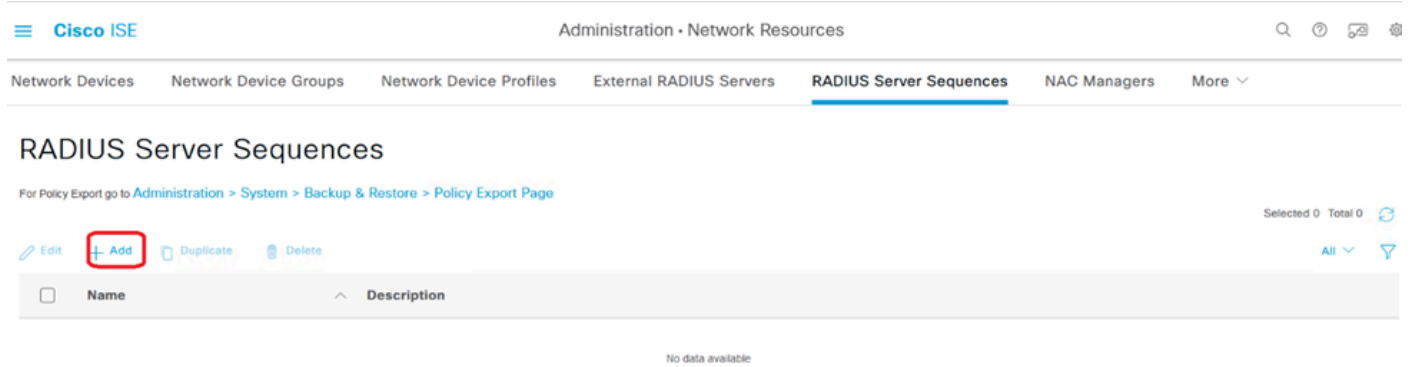 Cisco ISE
Administration · Network Resources
Network Devices Network Device Groups Network Device Profiles External RADIUS Servers RADIUS Server Sequences NAC Managers More
RADIUS Server Sequences
For Policy Export go to Administration > System > Backup & Restore > Policy Export Page
Selected 0 Total 0
Edit Add Duplicate Delete All
Name Description
No data available